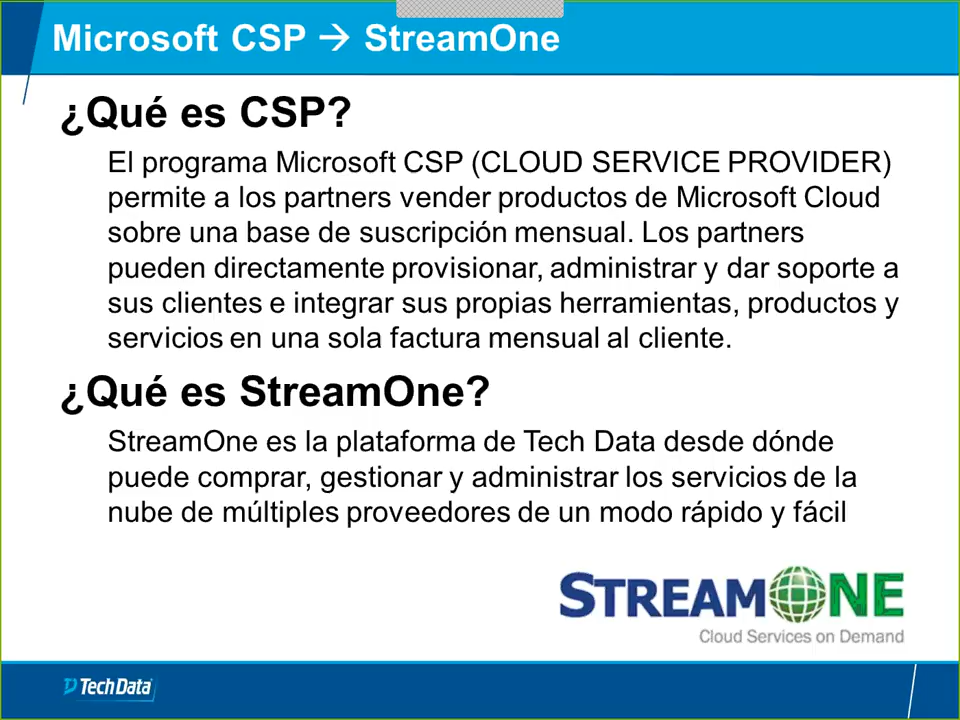 Microsoft CSP → StreamOne
¿Qué es CSP?
El programa Microsoft CSP (CLOUD SERVICE PROVIDER)
permite a los partners vender productos de Microsoft Cloud
sobre una base de suscripción mensual. Los partners
pueden directamente provisionar, administrar y dar soporte a
sus clientes e integrar sus propias herramientas, productos y
servicios en una sola factura mensual al cliente.
¿Qué es StreamOne?
StreamOne es la plataforma de Tech Data desde dónde
puede comprar, gestionar y administrar los servicios de la
nube de múltiples proveedores de un modo rápido y fácil
STREAMONE
Cloud Services on Demand
Tech Data